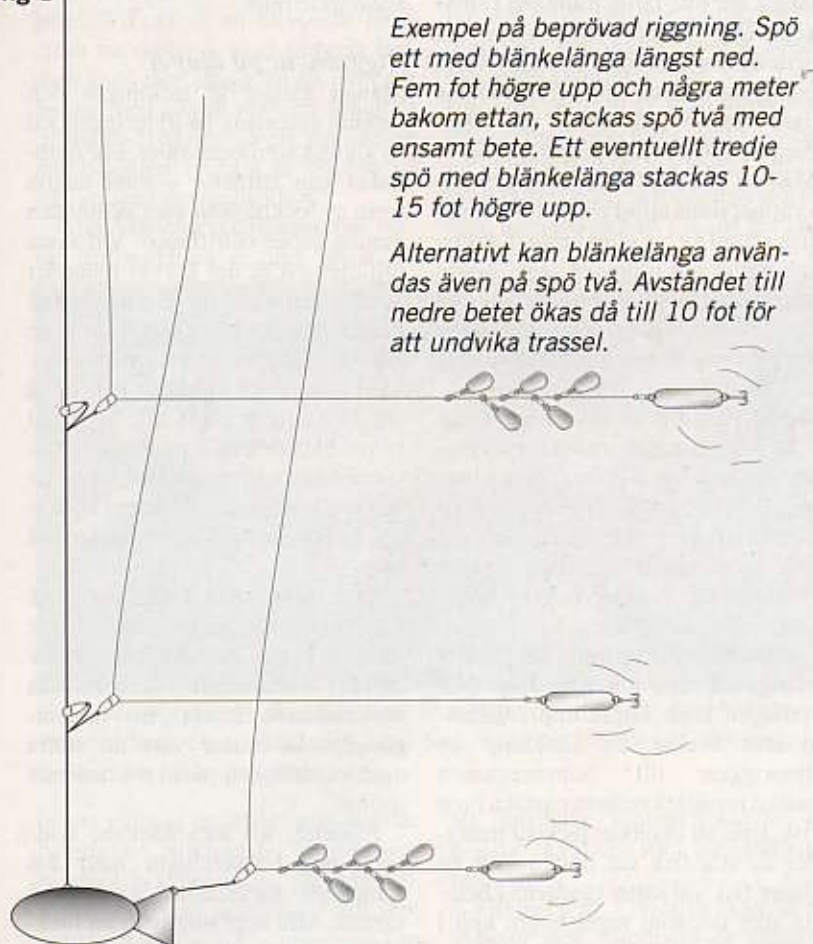 Exempel på beprövad riggning. Spö
ett med blänkelänga längst ned.
Fem fot högre upp och några meter
bakom ettan, stackas spö två med
ensamt bete. Ett eventuellt tredje
spö med blänkelänga stackas 10-
15 fot högre upp.
Alternativt kan blänkelänga använ-
das även på spö två. Avståndet till
nedre betet ökas då till 10 fot för
att undvika trassel.